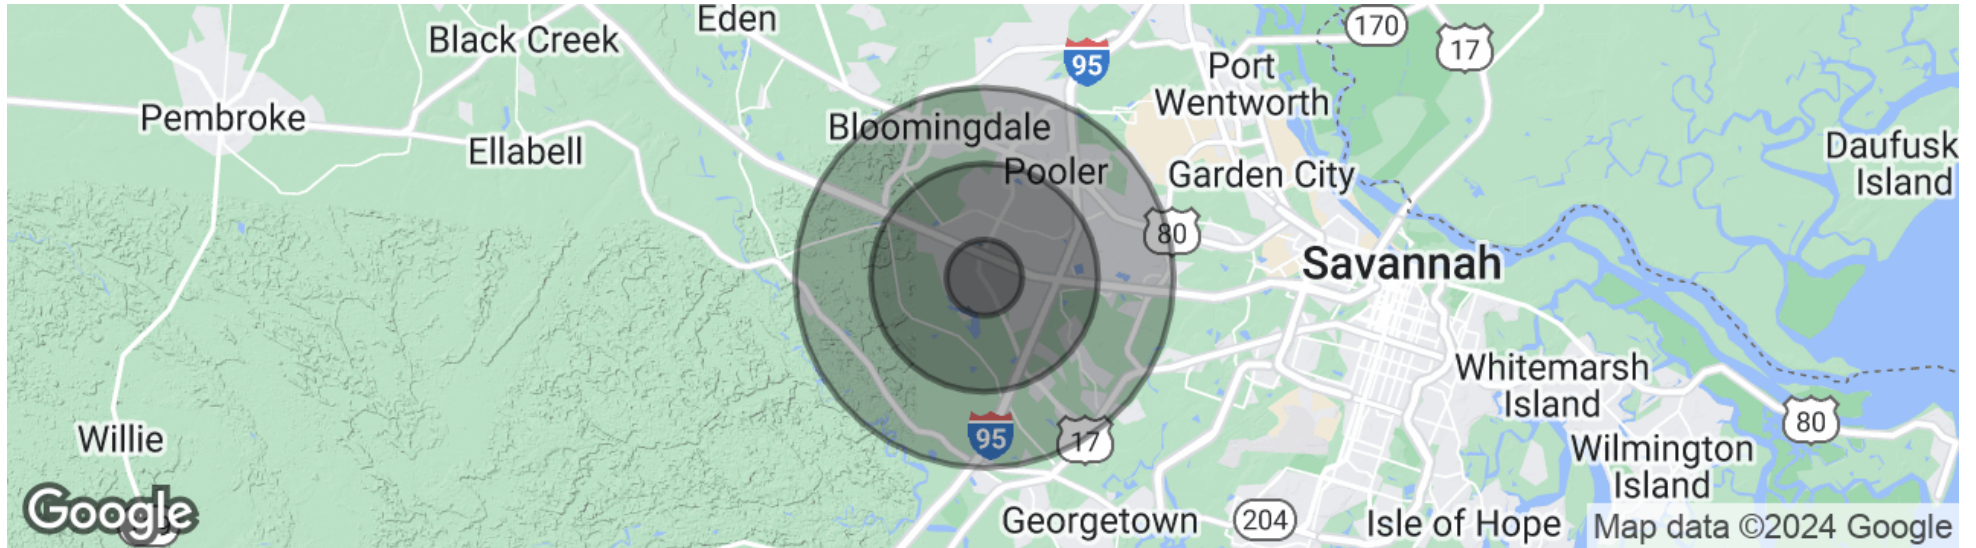 Eden
170
17
Black Creek
95
Port
Wentworth
Pembroke
Bloomingdale
Ellabell
Pooler
Garden City
Daufusk
Island
80
Savannah
Whitemarsh
Island
80
Willie
95
17
Wilmington
Island
Google
Georgetown
204
Isle of Hope
Map data ©2024 Google